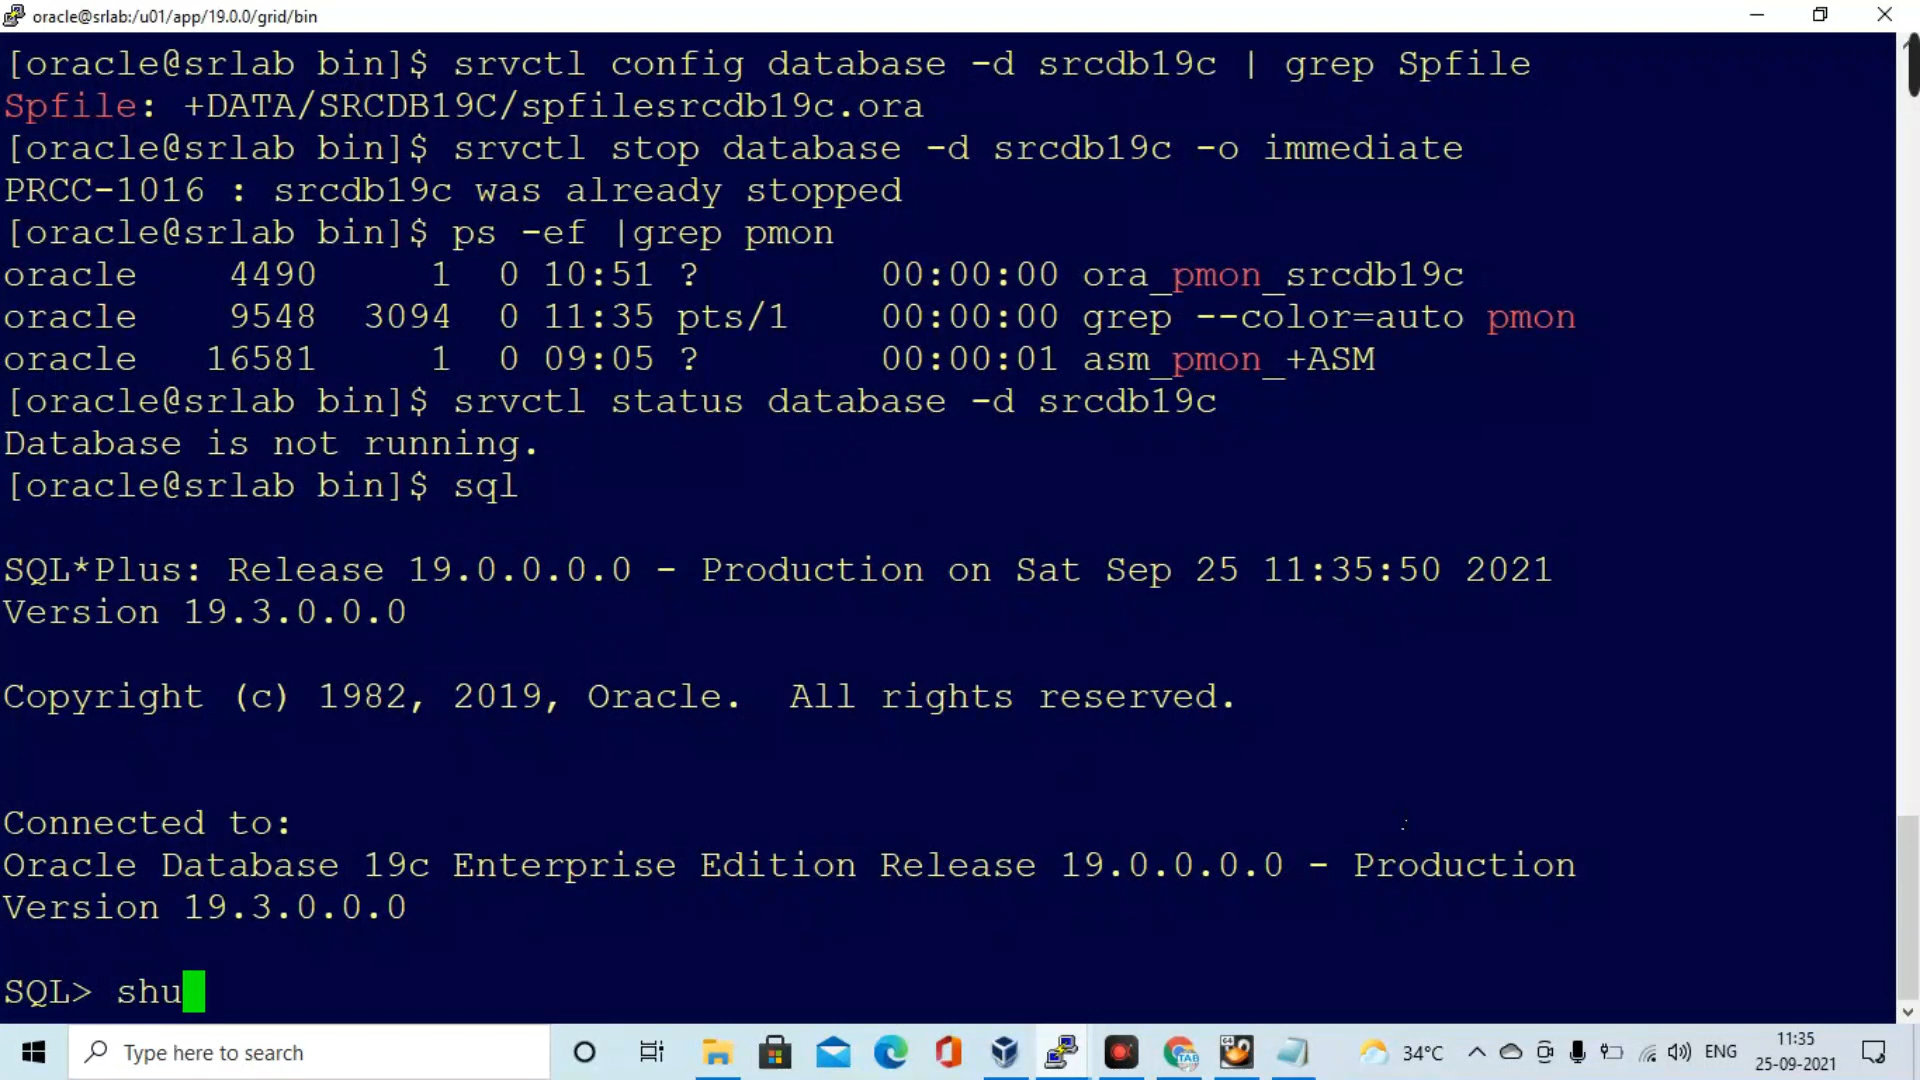 oracle@srlab:/u01/app/19.0.0/grid/bin
[oracle@srlab bin]$ srvctl config database -d srcdb19c | grep Spfile
Spfile: +DATA/SRCDB19C/spfilesrcdb19c.ora
[oracle@srlab bin]$ srvctl stop database -d srcdb19c -o immediate
PRCC-1016 : srcdb19c was already stopped
[oracle@srlab bin]$ ps -ef |grep pmon
oracle    4490     1  0 10:51 ?        00:00:00 ora_pmon_srcdb19c
oracle    9548  3094  0 11:35 pts/1    00:00:00 grep --color=auto pmon
oracle   16581     1  0 09:05 ?        00:00:01 asm_pmon_+ASM
[oracle@srlab bin]$ srvctl status database -d srcdb19c
Database is not running.
[oracle@srlab bin]$ sql
SQL*Plus: Release 19.0.0.0.0 - Production on Sat Sep 25 11:35:50 2021
Version 19.3.0.0.0
Copyright (c) 1982, 2019, Oracle.  All rights reserved.
Connected to:
Oracle Database 19c Enterprise Edition Release 19.0.0.0.0 - Production
Version 19.3.0.0.0
SQL> shu
Type here to search
TAB
64
34°C
ENG
11:35
25-09-2021